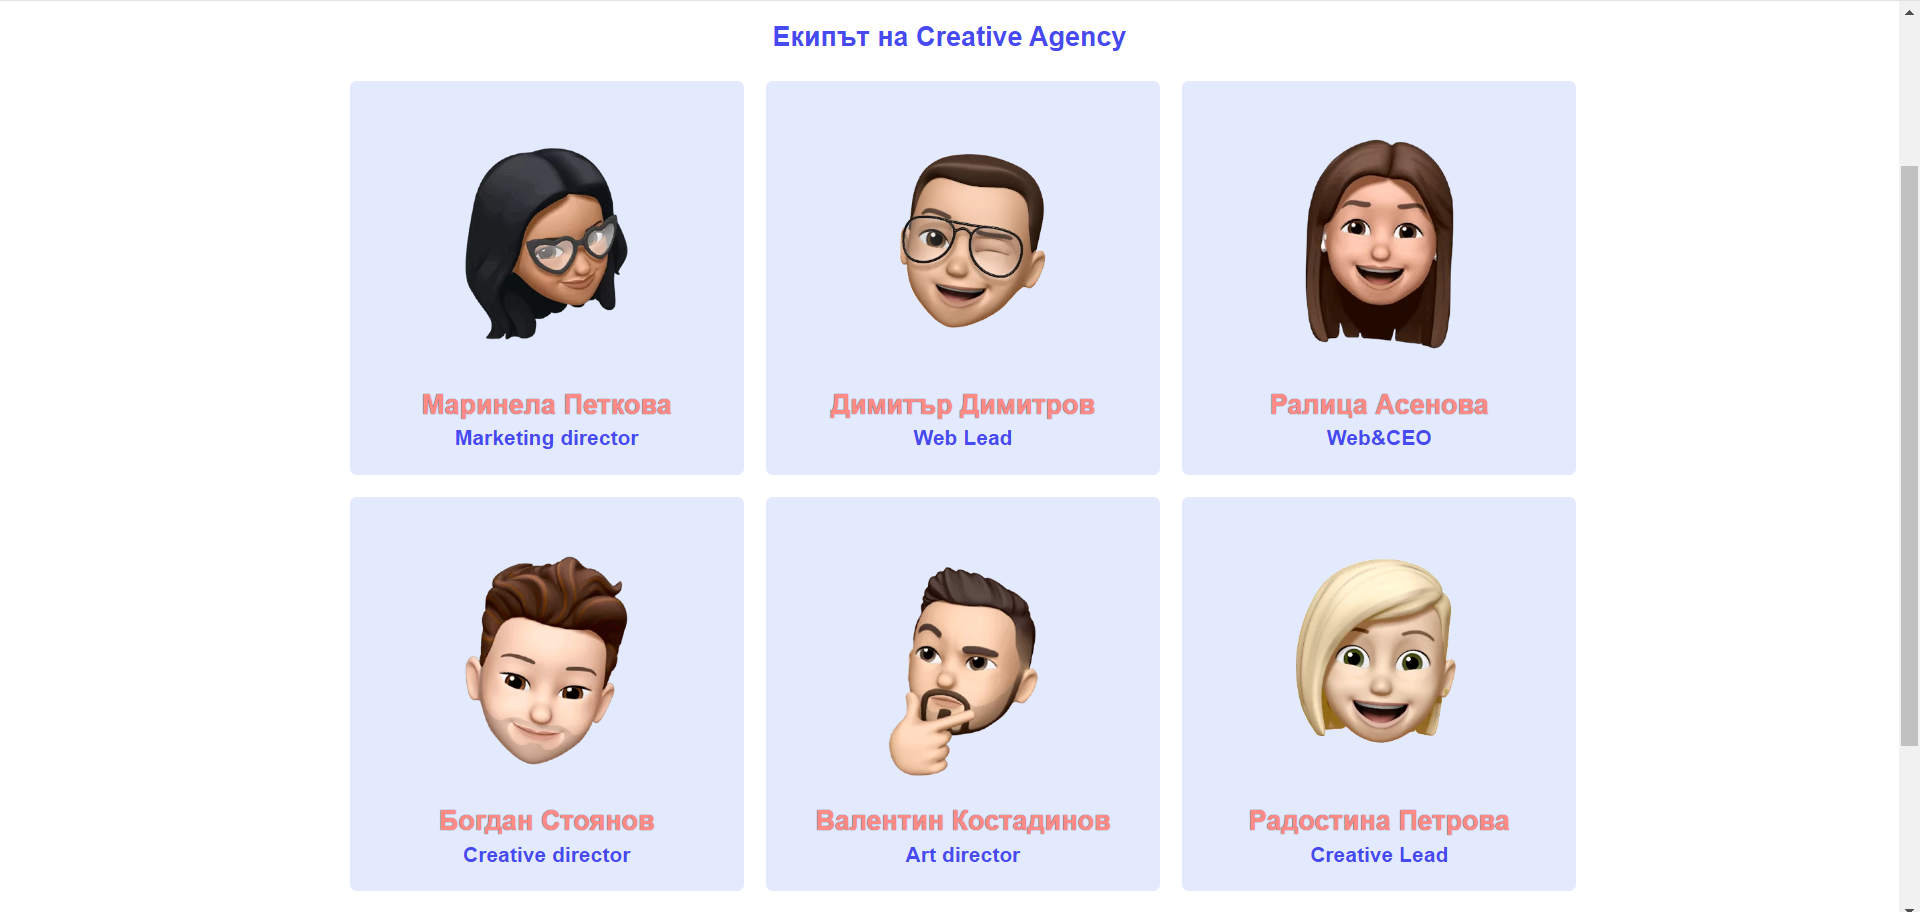 Екипът на Creative Agency
Маринела Петкова
Marketing director
Димитър Димитров
Web Lead
Ралица Асенова
Web&CEO
Богдан Стоянов
Creative director
Валентин Костадинов
Art director
Радостина Петрова
Creative Lead